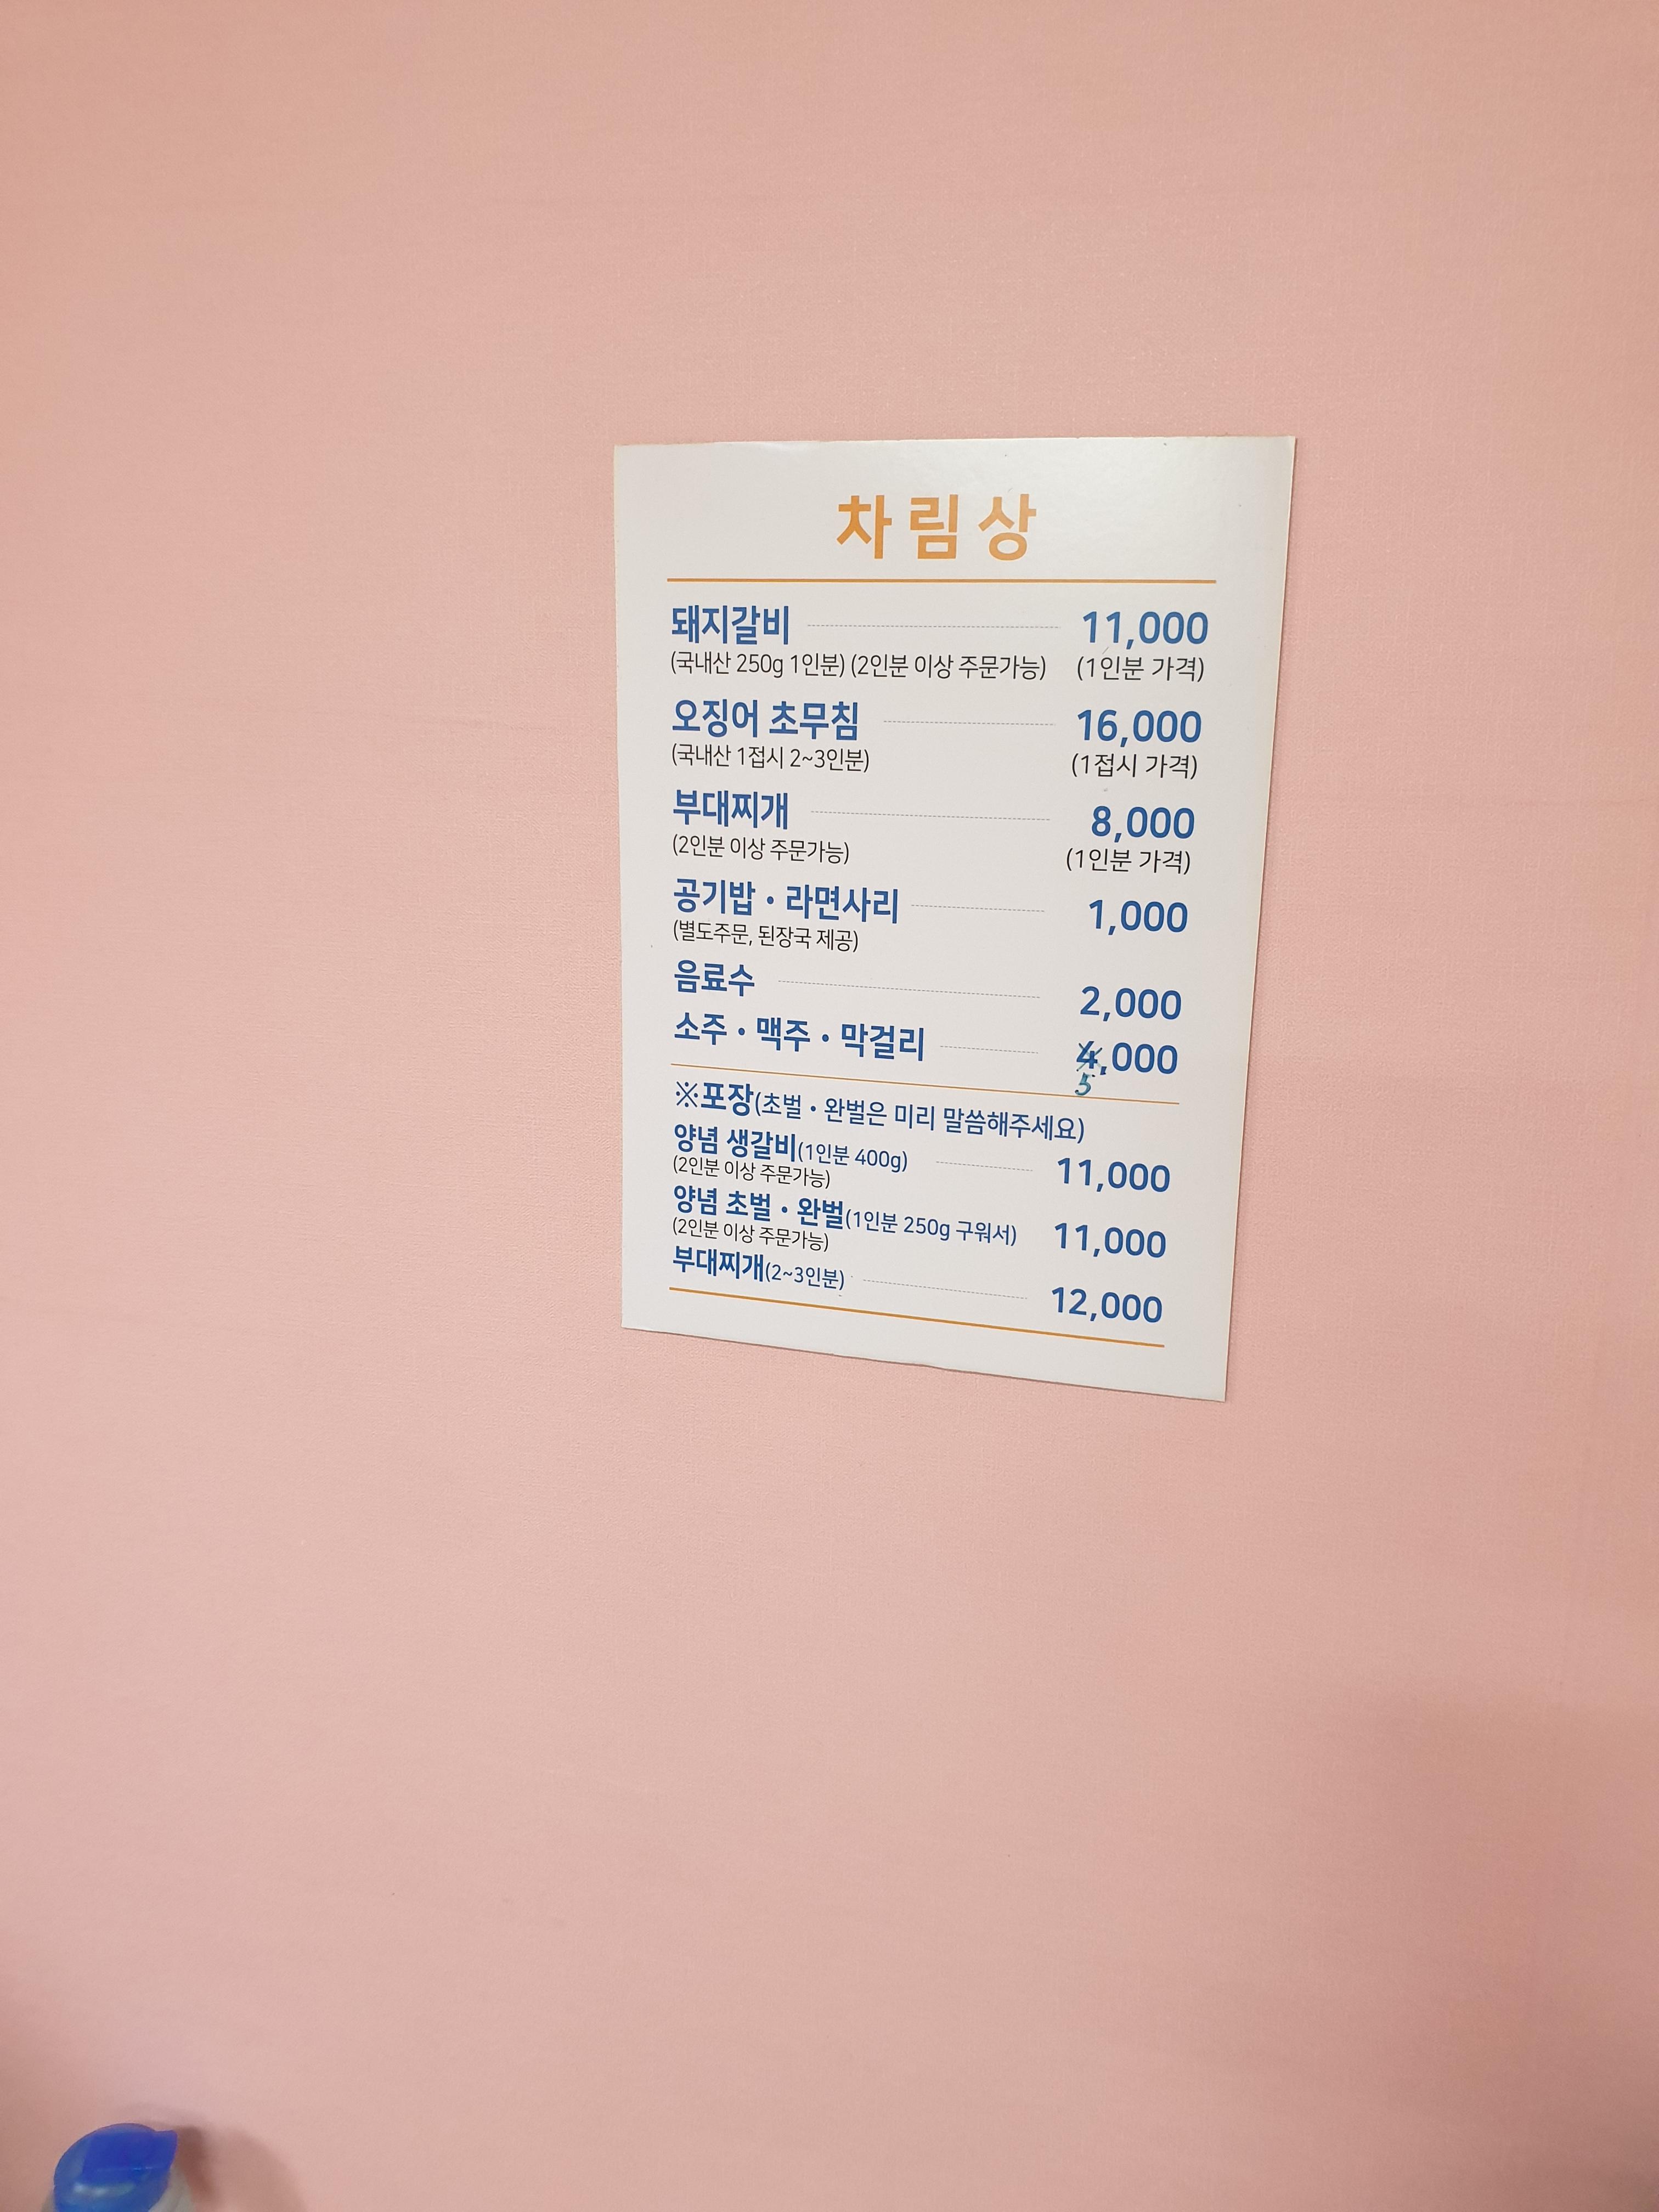 차림상
돼지갈비 11,000
(국내산 250g 1인분) (2인분 이상 주문가능) (1인분 가격)
오징어 초무침 16,000
(국내산 1접시 2~3인분) (1접시 가격)
부대찌개 8,000
(2인분 이상 주문가능) (1인분 가격)
공기밥・라면사리 1,000
(별도주문, 된장국 제공)
음료수 2,000
소주・맥주・막걸리 4,000
5
※포장(초벌・완벌은 미리 말씀해주세요)
양념 생갈비(1인분 400g) 11,000
(2인분 이상 주문가능)
양념 초벌・완벌(1인분 250g 구워서) 11,000
(2인분 이상 주문가능)
부대찌개(2~3인분) 12,000